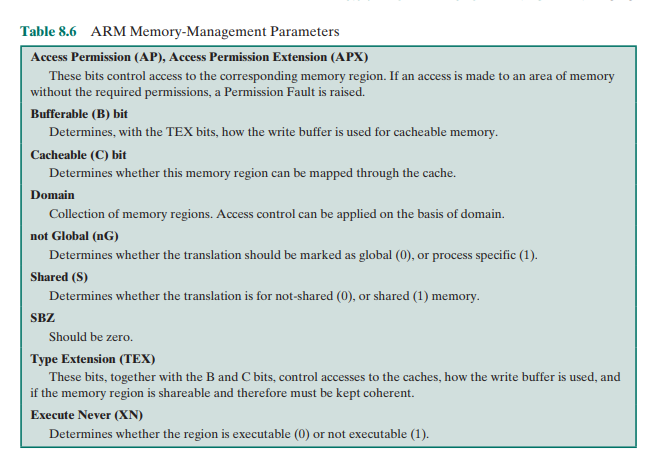 Table 8.6 ARM Memory-Management Parameters
Access Permission (AP), Access Permission Extension (APX)
These bits control access to the corresponding memory region. If an access is made to an area of memory
without the required permissions, a Permission Fault is raised.
Bufferable (B) bit
Determines, with the TEX bits, how the write buffer is used for cacheable memory.
Cacheable (C) bit
Determines whether this memory region can be mapped through the cache.
Domain
Collection of memory regions. Access control can be applied on the basis of domain.
not Global (nG)
Determines whether the translation should be marked as global (0), or process specific (1).
Shared (S)
Determines whether the translation is for not-shared (0), or shared (1) memory.
SBZ
Should be zero.
Type Extension (TEX)
These bits, together with the B and C bits, control accesses to the caches, how the write buffer is used, and
if the memory region is shareable and therefore must be kept coherent.
Execute Never (XN)
Determines whether the region is executable (0) or not executable (1).